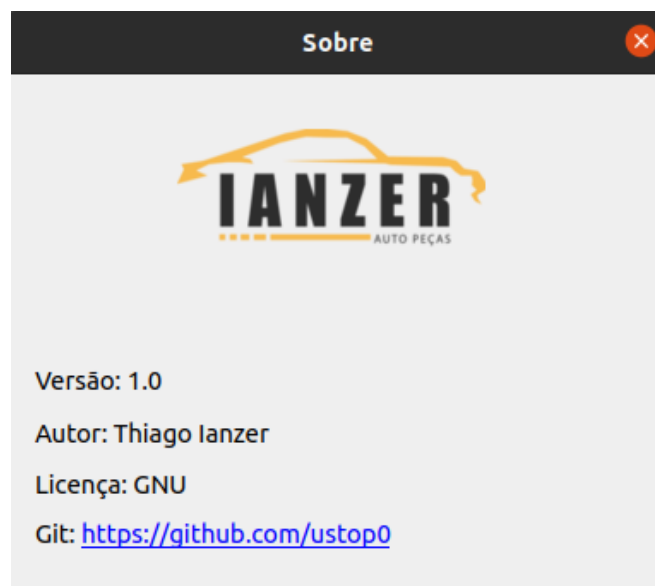 Sobre
IANZER
AUTO PEÇAS
Versão: 1.0
Autor: Thiago Ianzer
Licença: GNU
Git: https://github.com/ustop0